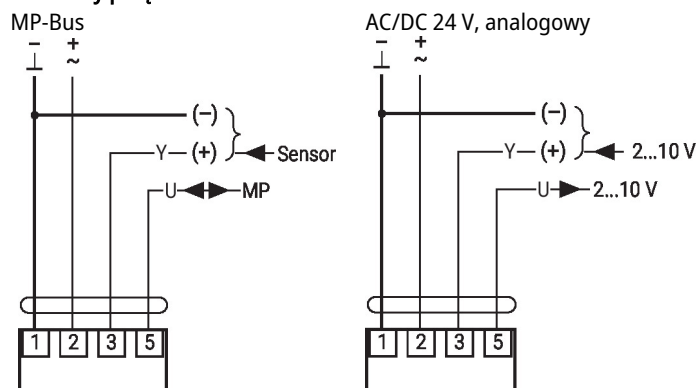 MP-Bus
AC/DC 24 V, analogowy
– +
⊥ ~
– +
⊥ ~
(–)
Y (+) Sensor
U MP
(–)
Y (+) 2...10 V
U 2...10 V
1 2 3 5
1 2 3 5